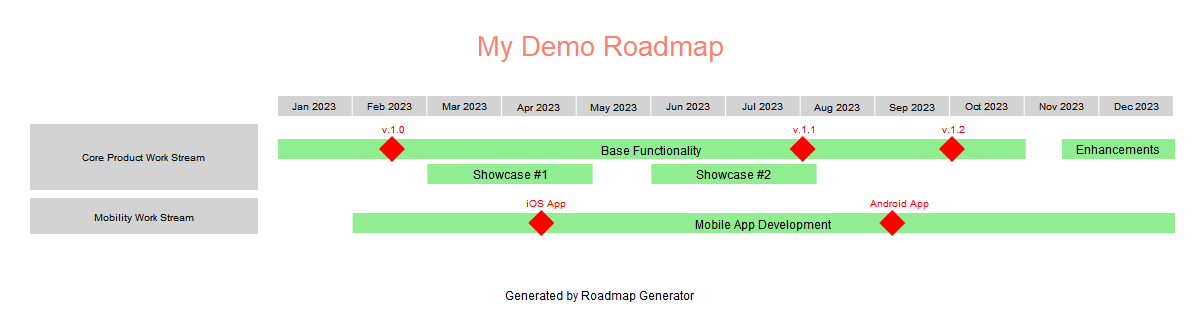 My Demo Roadmap
Jan 2023 Feb 2023 Mar 2023 Apr 2023 May 2023 Jun 2023 Jul 2023 Aug 2023 Sep 2023 Oct 2023 Nov 2023 Dec 2023
v.1.0 v.1.1 v.1.2
Core Product Work Stream
Base Functionality Enhancements
Showcase #1 Showcase #2
iOS App Android App
Mobility Work Stream
Mobile App Development
Generated by Roadmap Generator